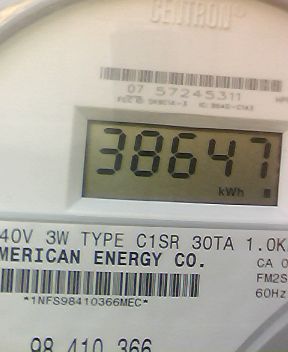 CENTRON®
07 57245311
38647
kWh
40V 3W TYPE C1SR 30TA 1.0K
MERICAN ENERGY CO.
CA 0
FM2S
60Hz
*1NFS98410366MEC*
98 410 366